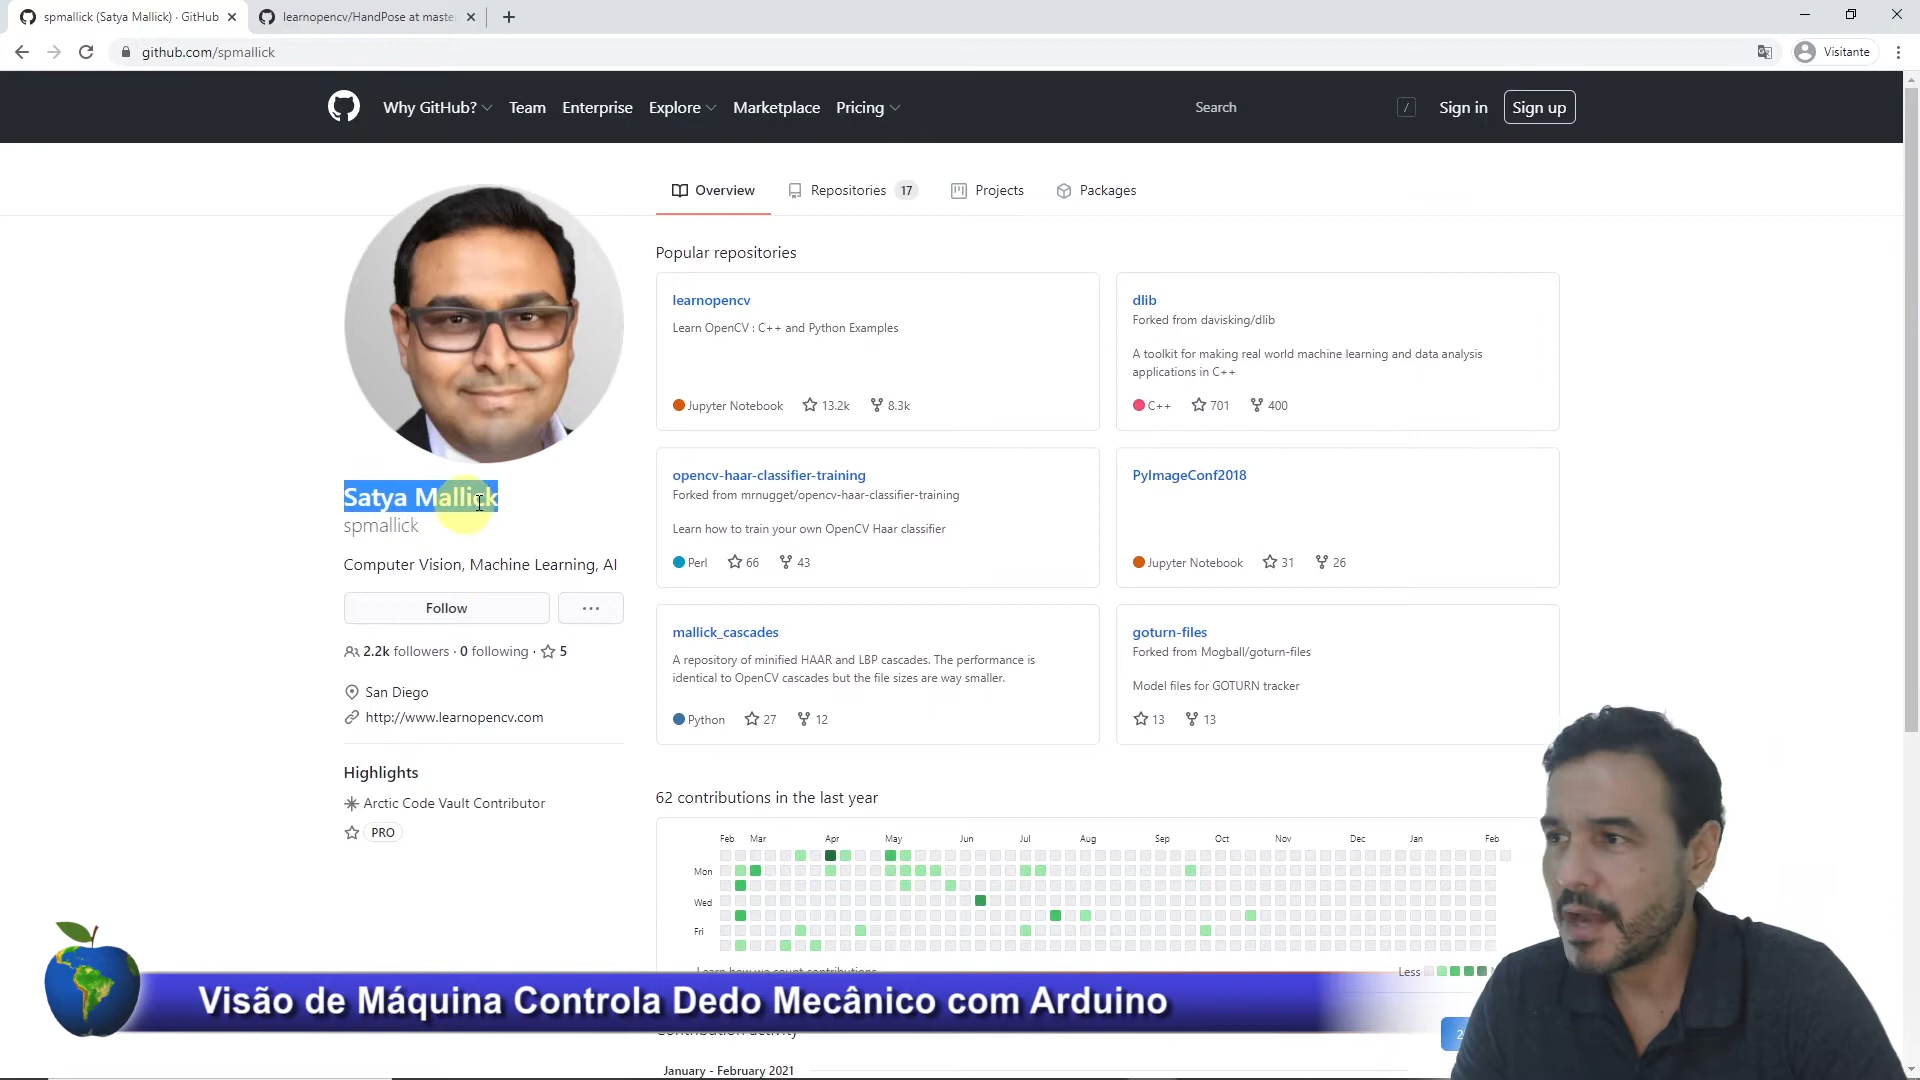 spmallick (Satya Mallick) · GitHub
learnopencv/HandPose at maste
github.com/spmallick
Visitante
Why GitHub?
Team
Enterprise
Explore
Marketplace
Pricing
Search
/
Sign in
Sign up
Overview
Repositories 17
Projects
Packages
Satya Mallick
spmallick
Computer Vision, Machine Learning, AI
Follow
...
2.2k followers · 0 following · 5
San Diego
http://www.learnopencv.com
Highlights
Arctic Code Vault Contributor
PRO
Popular repositories
learnopencv
Learn OpenCV : C++ and Python Examples
Jupyter Notebook 13.2k 8.3k
dlib
Forked from davisking/dlib
A toolkit for making real world machine learning and data analysis
applications in C++
C++ 701 400
opencv-haar-classifier-training
Forked from mrnugget/opencv-haar-classifier-training
Learn how to train your own OpenCV Haar classifier
Perl 66 43
PyImageConf2018
Jupyter Notebook 31 26
mallick_cascades
A repository of minified HAAR and LBP cascades. The performance is
identical to OpenCV cascades but the file sizes are way smaller.
Python 27 12
goturn-files
Forked from Mogball/goturn-files
Model files for GOTURN tracker
13 13
62 contributions in the last year
Feb Mar Apr May Jun Jul Aug Sep Oct Nov Dec Jan Feb
Mon
Wed
Fri
Learn how we count contributions
Less
Visão de Máquina Controla Dedo Mecânico com Arduino
Contribution activity
January - February 2021